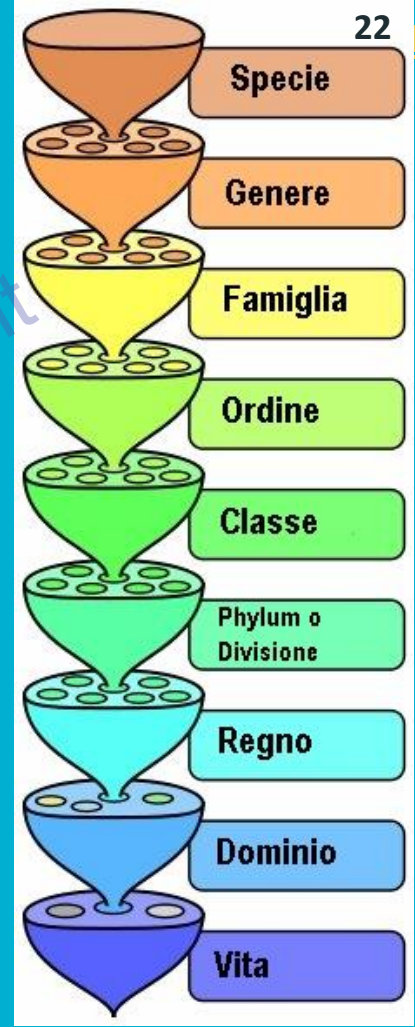 22
Specie
Genere
Famiglia
Ordine
Classe
Phylum o
Divisione
Regno
Dominio
Vita